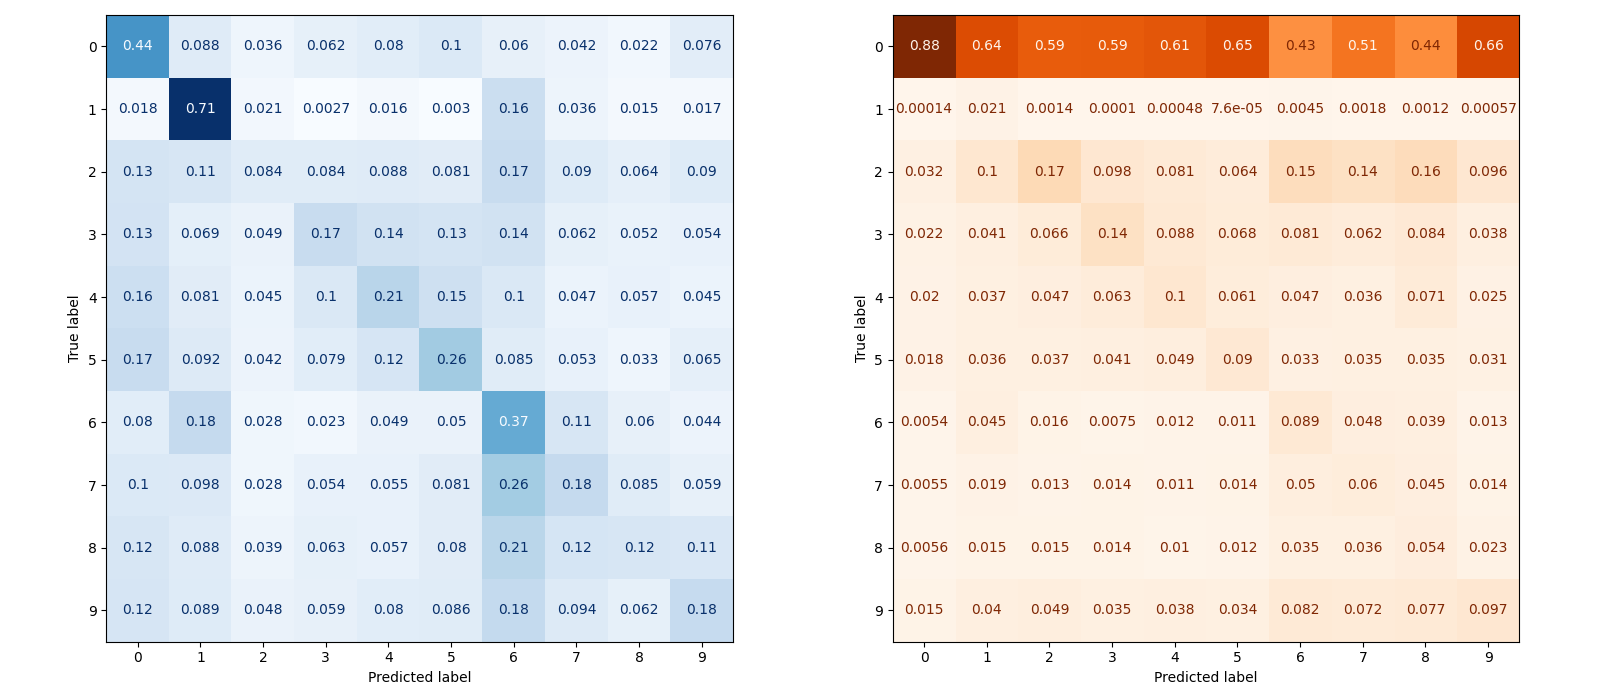 0 0.44 0.088 0.036 0.062 0.08 0.1 0.06 0.042 0.022 0.076
1 0.018 0.71 0.021 0.0027 0.016 0.003 0.16 0.036 0.015 0.017
2 0.13 0.11 0.084 0.084 0.088 0.081 0.17 0.09 0.064 0.09
3 0.13 0.069 0.049 0.17 0.14 0.13 0.14 0.062 0.052 0.054
4 0.16 0.081 0.045 0.1 0.21 0.15 0.1 0.047 0.057 0.045
5 0.17 0.092 0.042 0.079 0.12 0.26 0.085 0.053 0.033 0.065
6 0.08 0.18 0.028 0.023 0.049 0.05 0.37 0.11 0.06 0.044
7 0.1 0.098 0.028 0.054 0.055 0.081 0.26 0.18 0.085 0.059
8 0.12 0.088 0.039 0.063 0.057 0.08 0.21 0.12 0.12 0.11
9 0.12 0.089 0.048 0.059 0.08 0.086 0.18 0.094 0.062 0.18
0 1 2 3 4 5 6 7 8 9
Predicted label
True label
0 0.88 0.64 0.59 0.59 0.61 0.65 0.43 0.51 0.44 0.66
1 0.00014 0.021 0.0014 0.0001 0.00048 7.6e-05 0.0045 0.0018 0.0012 0.00057
2 0.032 0.1 0.17 0.098 0.081 0.064 0.15 0.14 0.16 0.096
3 0.022 0.041 0.066 0.14 0.088 0.068 0.081 0.062 0.084 0.038
4 0.02 0.037 0.047 0.063 0.1 0.061 0.047 0.036 0.071 0.025
5 0.018 0.036 0.037 0.041 0.049 0.09 0.033 0.035 0.035 0.031
6 0.0054 0.045 0.016 0.0075 0.012 0.011 0.089 0.048 0.039 0.013
7 0.0055 0.019 0.013 0.014 0.011 0.014 0.05 0.06 0.045 0.014
8 0.0056 0.015 0.015 0.014 0.01 0.012 0.035 0.036 0.054 0.023
9 0.015 0.04 0.049 0.035 0.038 0.034 0.082 0.072 0.077 0.097
0 1 2 3 4 5 6 7 8 9
Predicted label
True label